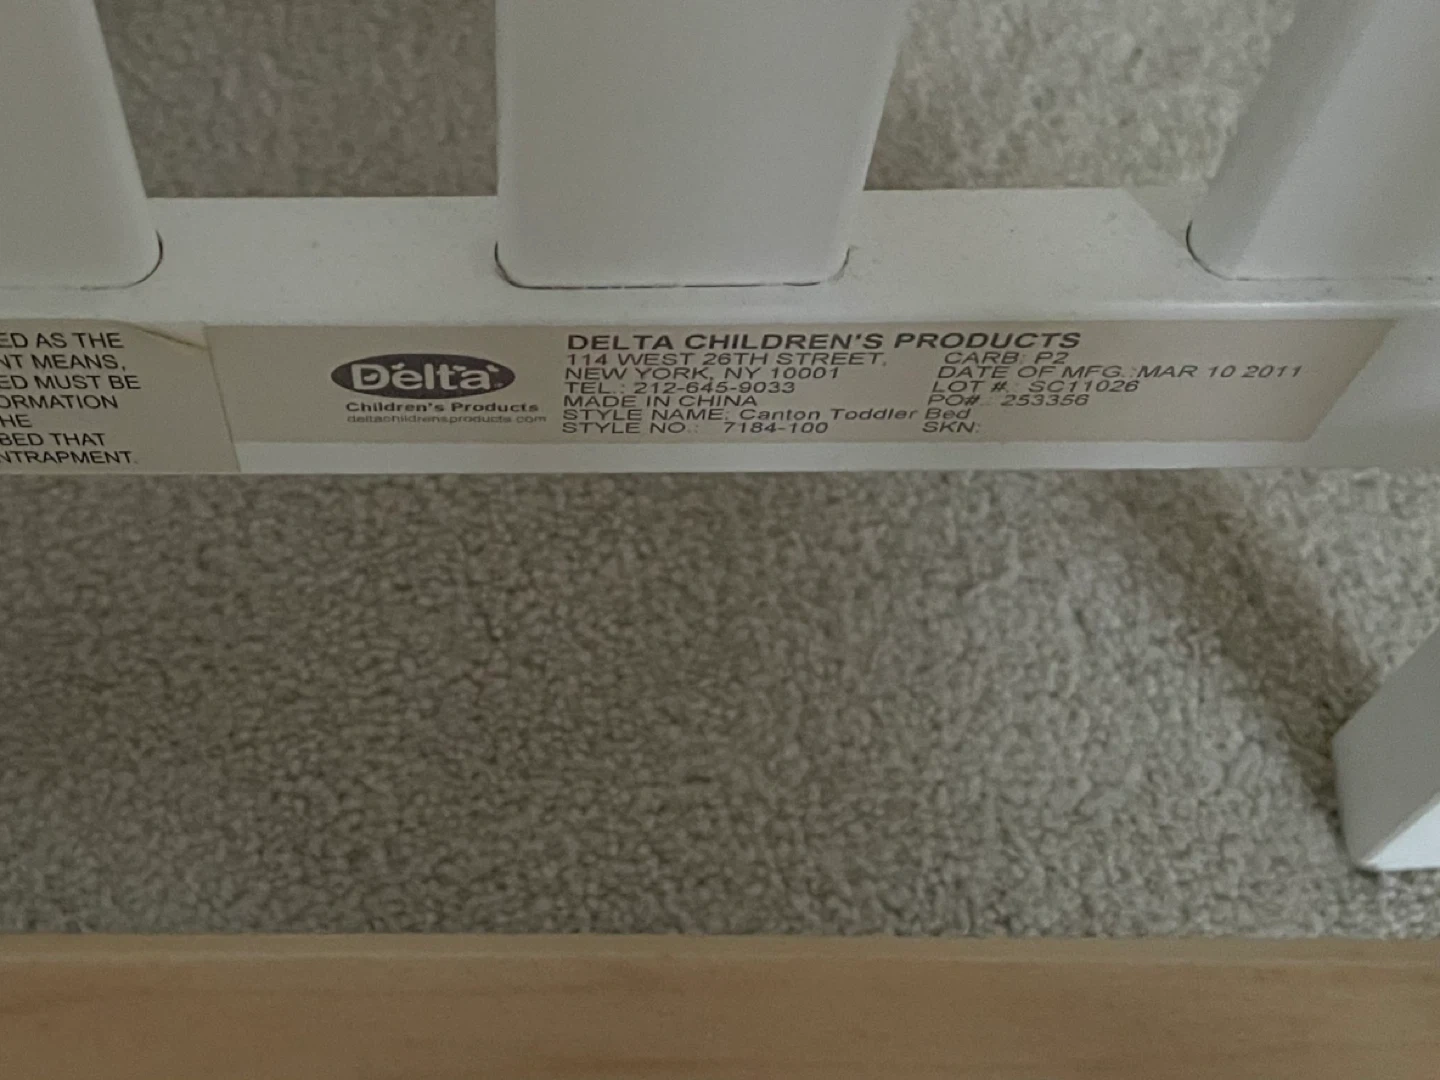 ED AS THE
NT MEANS,
ED MUST BE
ORMATION
HE
BED THAT
NTRAPMENT.
Delta
Children's Products
deltachildrensproducts.com
DELTA CHILDREN'S PRODUCTS
114 WEST 26TH STREET,
NEW YORK, NY 10001
TEL.: 212-645-9033
MADE IN CHINA
STYLE NAME: Canton Toddler Bed
STYLE NO.: 7184-100
CARB: P2
DATE OF MFG.:MAR 10 2011
LOT #.: SC11026
PO#.: 253356
SKN: